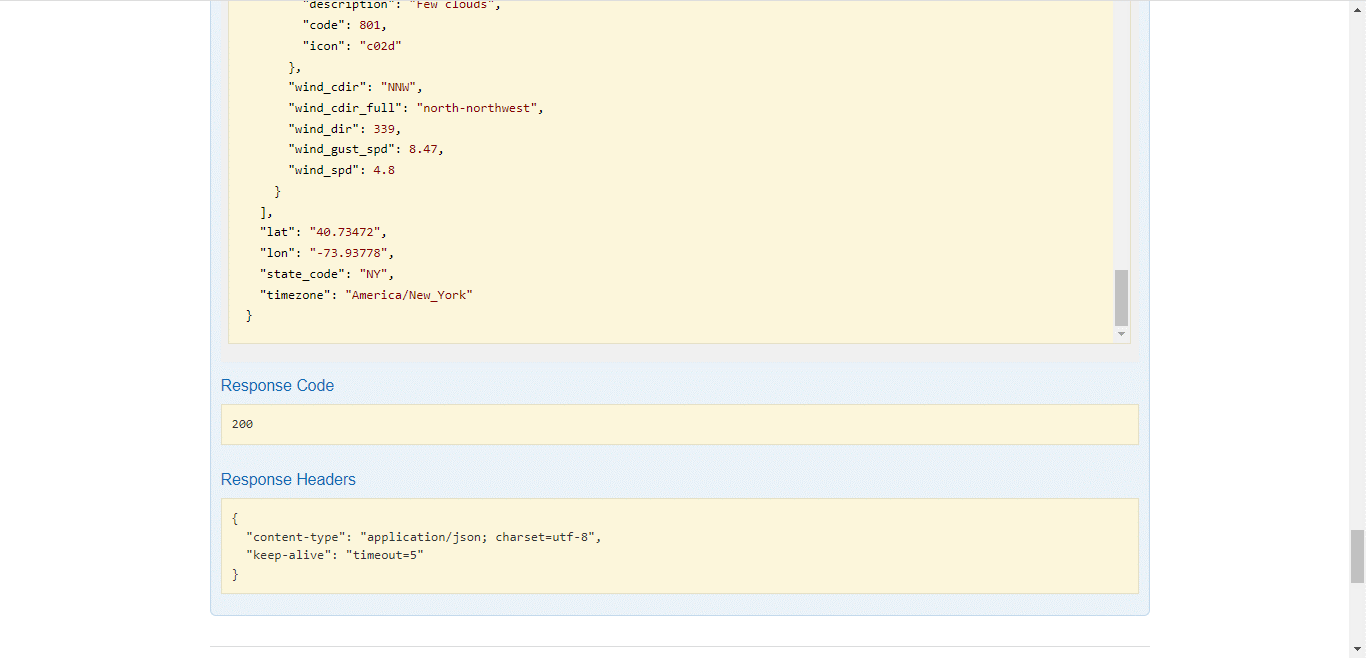 "description": "Few clouds",
"code": 801,
"icon": "c02d"
},
"wind_cdir": "NNW",
"wind_cdir_full": "north-northwest",
"wind_dir": 339,
"wind_gust_spd": 8.47,
"wind_spd": 4.8
}
],
"lat": "40.73472",
"lon": "-73.93778",
"state_code": "NY",
"timezone": "America/New_York"
}
Response Code
200
Response Headers
{
"content-type": "application/json; charset=utf-8",
"keep-alive": "timeout=5"
}